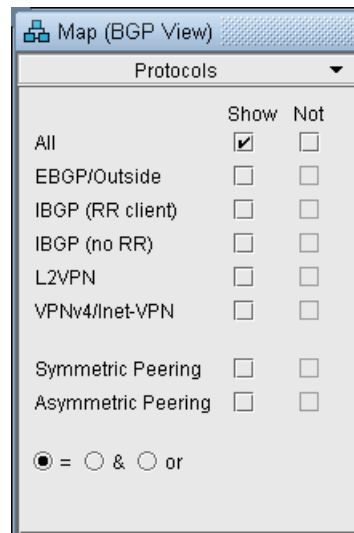 Map (BGP View)
Protocols
Show Not
All
EBGP/Outside
IBGP (RR client)
IBGP (no RR)
L2VPN
VPNv4/Inet-VPN
Symmetric Peering
Asymmetric Peering
= & or